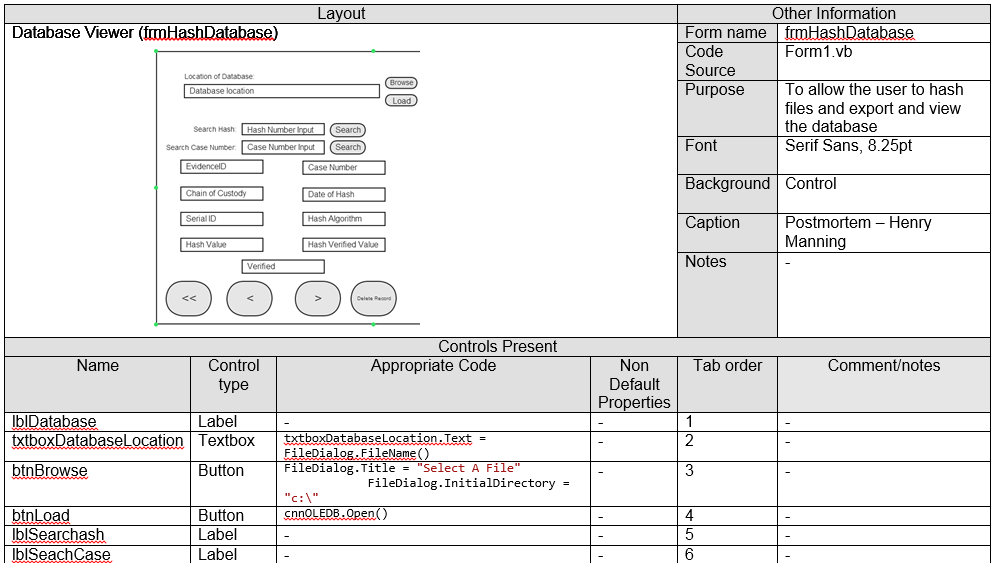 Layout
Other Information
Database Viewer (frmHashDatabase)
Location of Database:
Database location
Browse
Load
Search Hash:
Hash Number Input
Search
Search Case Number:
Case Number Input
Search
EvidenceID
Case Number
Chain of Custody
Date of Hash
Serial ID
Hash Algorithm
Hash Value
Hash Verified Value
Verified
<<
<
>
Delete Record
Form name
frmHashDatabase
Code
Source
Form1.vb
Purpose
To allow the user to hash
files and export and view
the database
Font
Serif Sans, 8.25pt
Background
Control
Caption
Postmortem – Henry
Manning
Notes
-
Controls Present
Name
Control
type
Appropriate Code
Non
Default
Properties
Tab order
Comment/notes
lblDatabase
Label
-
-
1
-
txtboxDatabaseLocation
Textbox
txtboxDatabaseLocation.Text =
FileDialog.FileName()
-
2
-
btnBrowse
Button
FileDialog.Title = "Select A File"
FileDialog.InitialDirectory =
"c:\"
-
3
-
btnLoad
Button
cnnOLEDB.Open()
-
4
-
lblSearchash
Label
-
-
5
-
lblSeachCase
Label
-
-
6
-